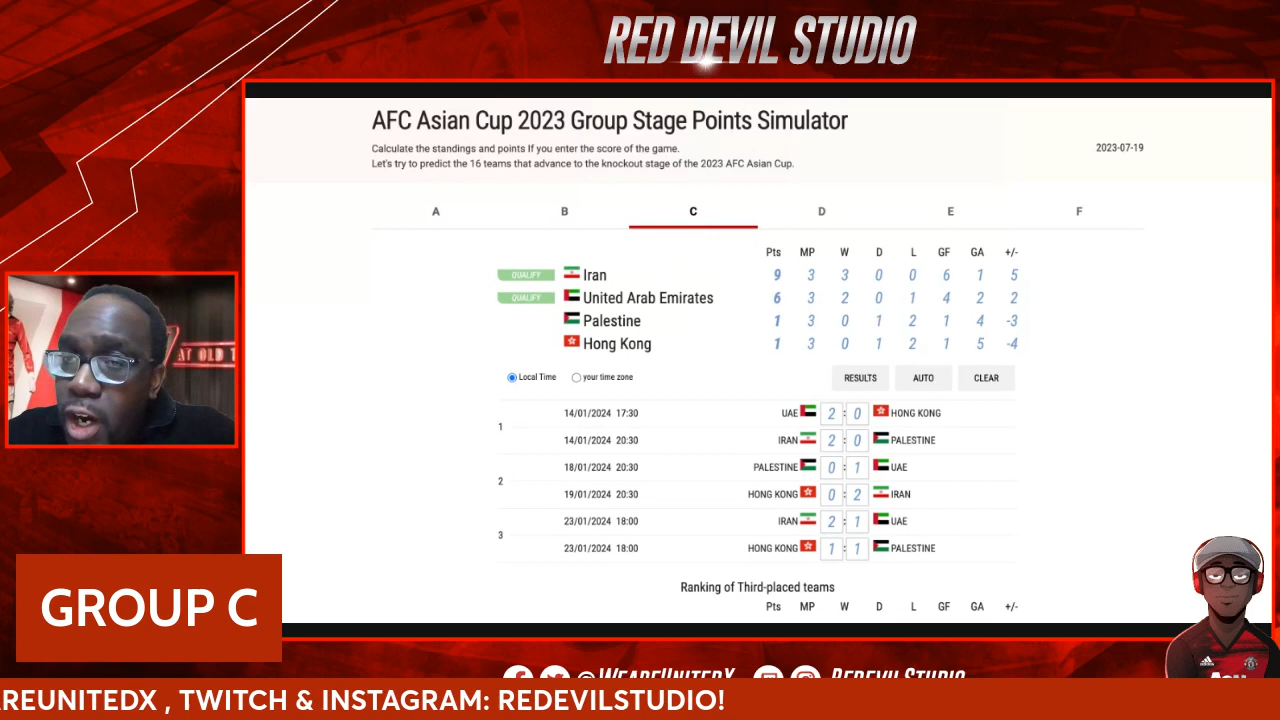 RED DEVIL STUDIO
AFC Asian Cup 2023 Group Stage Points Simulator
Calculate the standings and points If you enter the score of the game.
Let's try to predict the 16 teams that advance to the knockout stage of the 2023 AFC Asian Cup.
2023-07-19
A B C D E F
Pts MP W D L GF GA +/-
QUALIFY Iran 9 3 3 0 0 6 1 5
QUALIFY United Arab Emirates 6 3 2 0 1 4 2 2
Palestine 1 3 0 1 2 1 4 -3
Hong Kong 1 3 0 1 2 1 5 -4
Local Time your time zone RESULTS AUTO CLEAR
1
14/01/2024 17:30 UAE 2 : 0 HONG KONG
14/01/2024 20:30 IRAN 2 : 0 PALESTINE
2
18/01/2024 20:30 PALESTINE 0 : 1 UAE
19/01/2024 20:30 HONG KONG 0 : 2 IRAN
3
23/01/2024 18:00 IRAN 2 : 1 UAE
23/01/2024 18:00 HONG KONG 1 : 1 PALESTINE
Ranking of Third-placed teams
Pts MP W D L GF GA +/-
AT OLD T
GROUP C
@WEAREUNITEDX REDEVILSTUDIO
AREUNITEDX , TWITCH & INSTAGRAM: REDEVILSTUDIO!